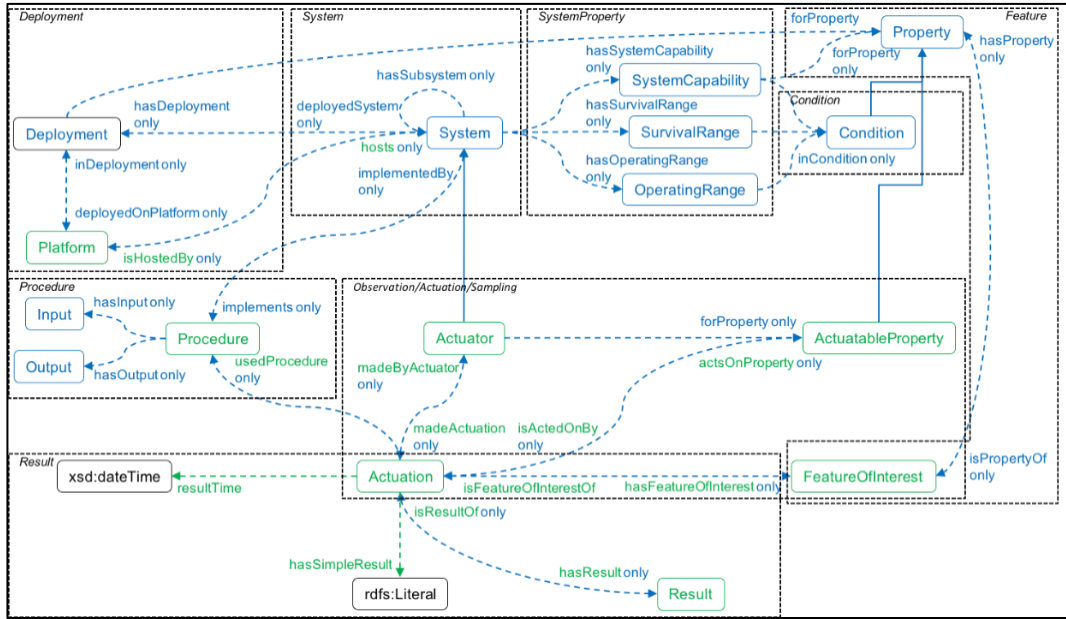 Deployment
System
SystemProperty
Feature
forProperty
Property
hasProperty
only
forProperty
only
hasSystemCapability
only
SystemCapability
hasSubsystem only
hasDeployment
only
deployedSystem
only
Deployment
System
hosts only
hasSurvivalRange
only
SurvivalRange
Condition
Condition
inCondition only
inDeployment only
implementedBy
only
hasOperatingRange
only
OperatingRange
deployedOnPlatform only
Platform
isHostedBy only
Procedure
Observation/Actuation/Sampling
hasInput only
Input
implements only
Procedure
usedProcedure
only
Output
hasOutput only
Actuator
forProperty only
ActuatableProperty
madeByActuator
only
actsOnProperty
only
madeActuation
only
isActedOnBy
only
Result
xsd:dateTime
resultTime
Actuation
isFeatureOfInterestOf
hasFeatureOfInterest only
FeatureOfInterest
isPropertyOf
only
isResultOf only
hasSimpleResult
rdfs:Literal
hasResult only
Result